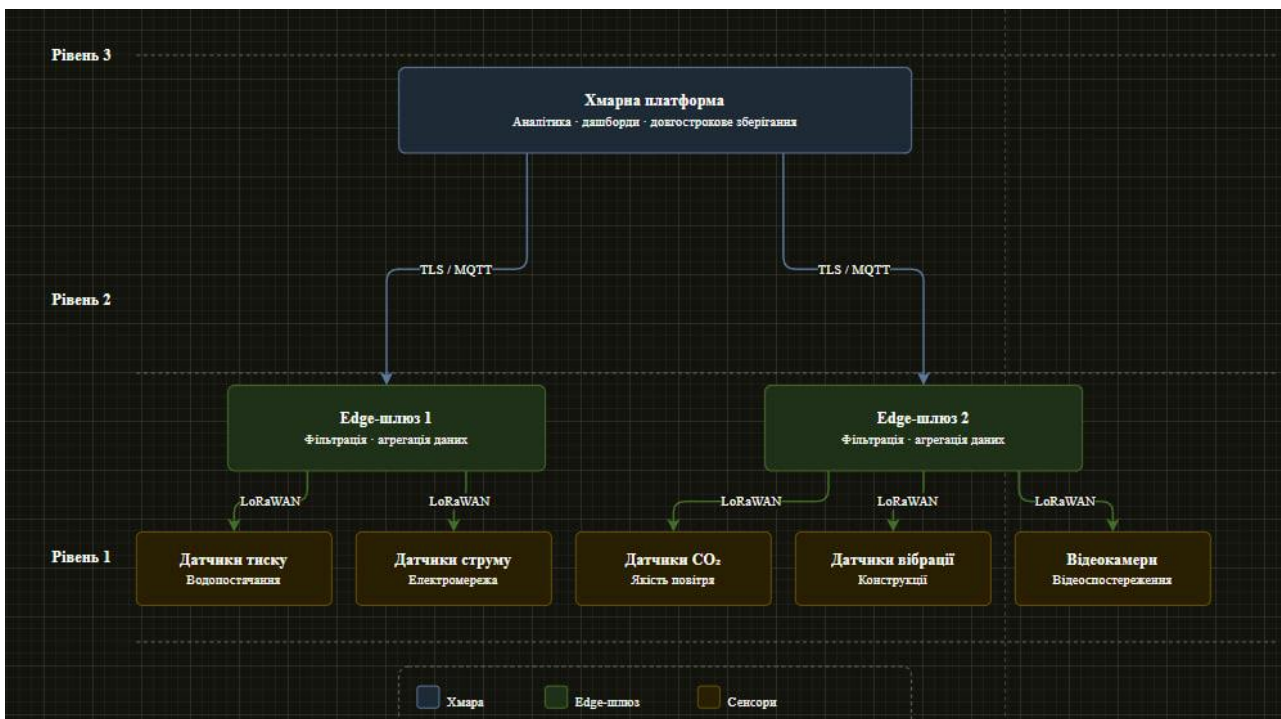 Рівень 3
Хмарна платформа
Аналітика · дашборди · довгострокове зберігання
TLS / MQTT
TLS / MQTT
Рівень 2
Edge-шлюз 1
Фільтрація · агрегація даних
Edge-шлюз 2
Фільтрація · агрегація даних
LoRaWAN
LoRaWAN
LoRaWAN
LoRaWAN
LoRaWAN
Рівень 1
Датчики тиску
Водопостачання
Датчики струму
Електромережа
Датчики CO₂
Якість повітря
Датчики вібрації
Конструкції
Відеокамери
Відеоспостереження
Хмара
Edge-шлюз
Сенсори